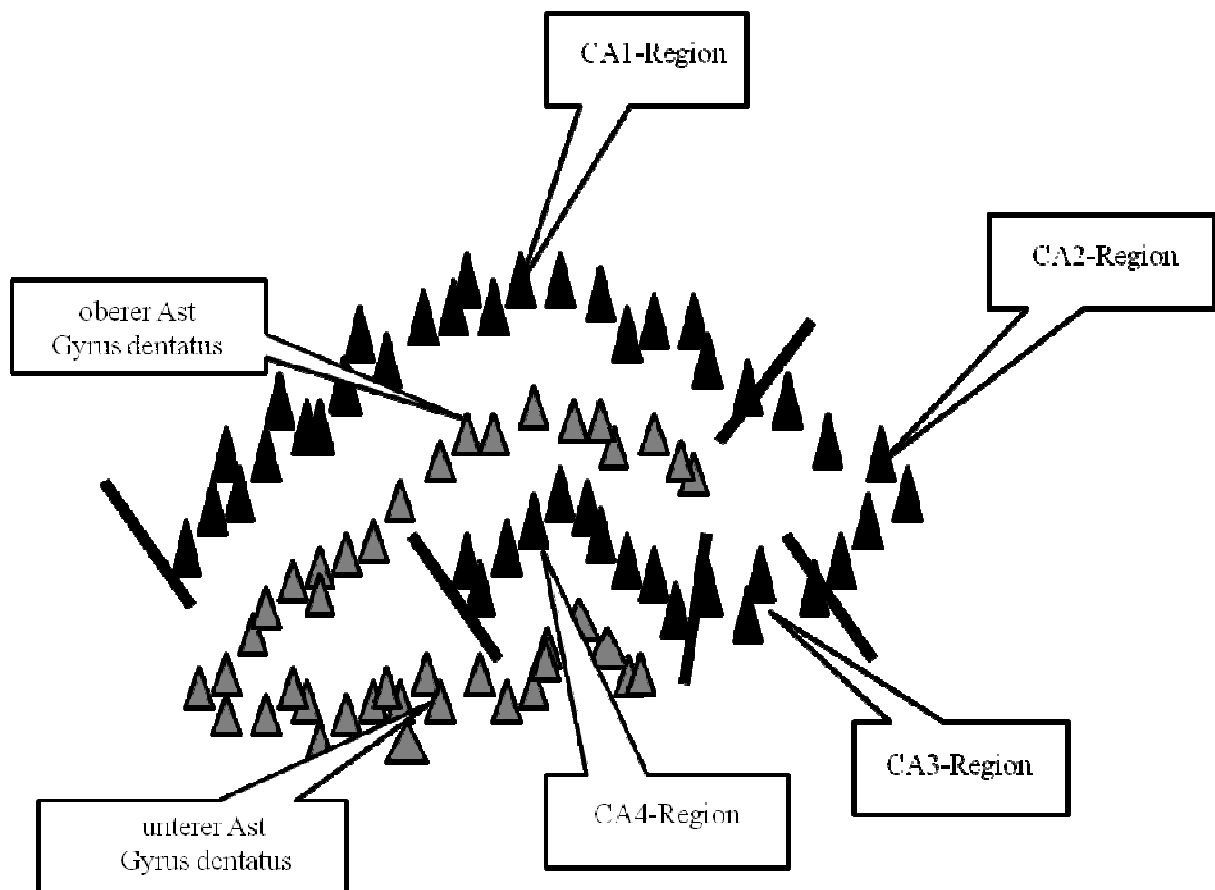 CA1-Region
CA2-Region
oberer Ast
Gyrus dentatus
CA3-Region
CA4-Region
unterer Ast
Gyrus dentatus